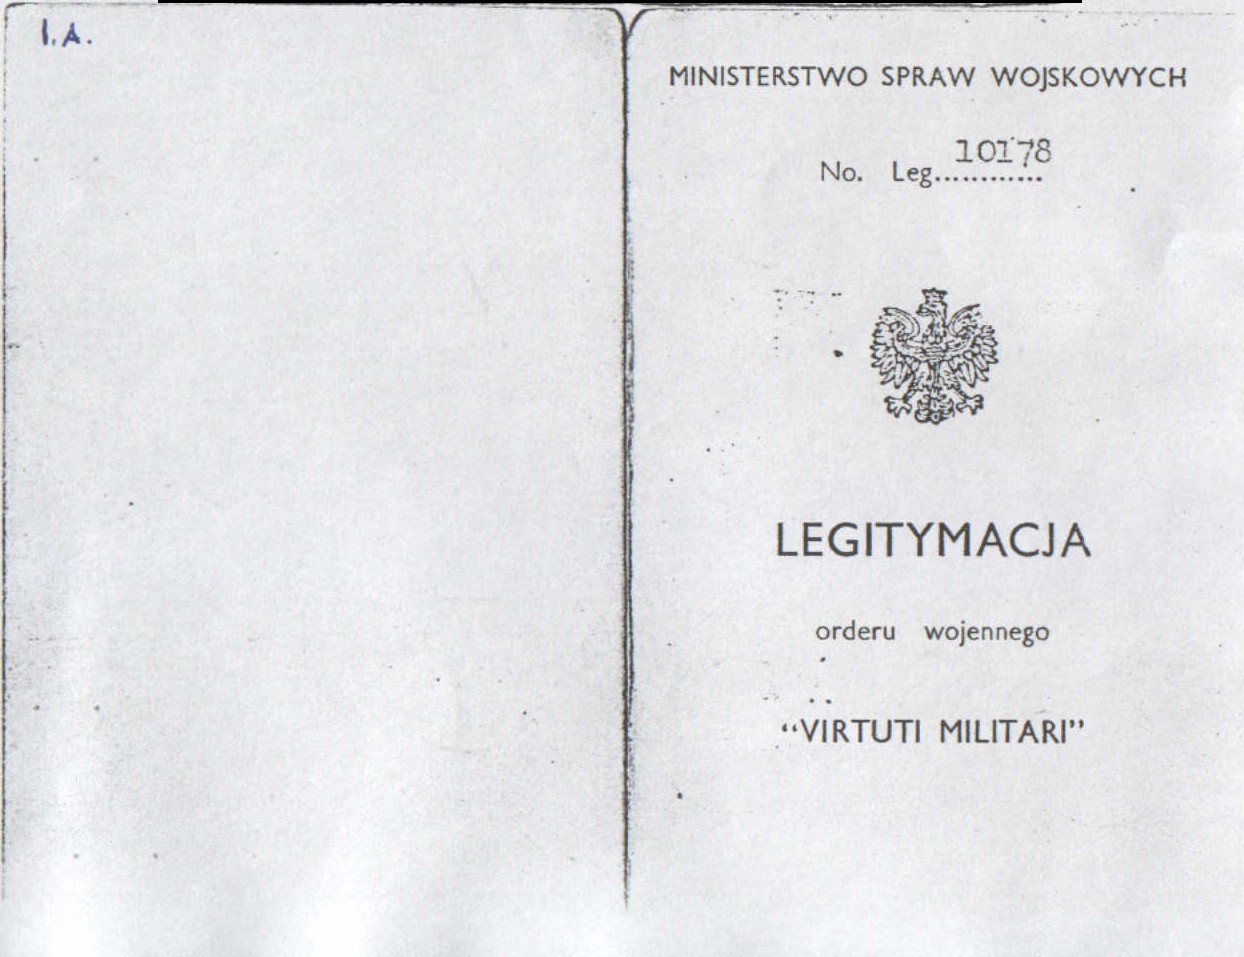 I.A.
MINISTERSTWO SPRAW WOJSKOWYCH
10178
No. Leg............
LEGITYMACJA
orderu wojennego
"VIRTUTI MILITARI"